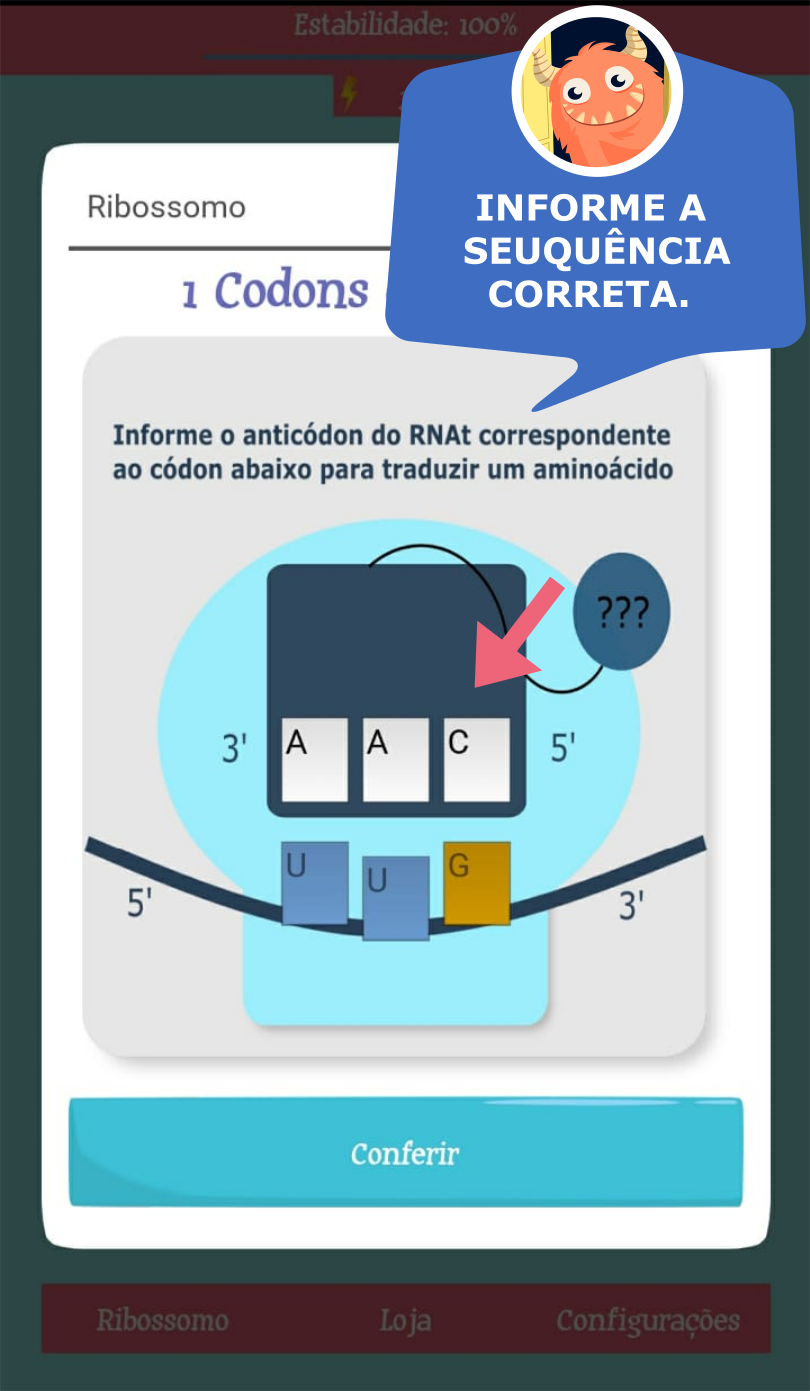 Estabilidade: 100%
INFORME A
SEUQUÊNCIA
CORRETA.
Ribossomo
1 Codons
Informe o anticódon do RNAt correspondente
ao códon abaixo para traduzir um aminoácido
???
3' A A C 5'
U U G
5' 3'
Conferir
Ribossomo Loja Configurações